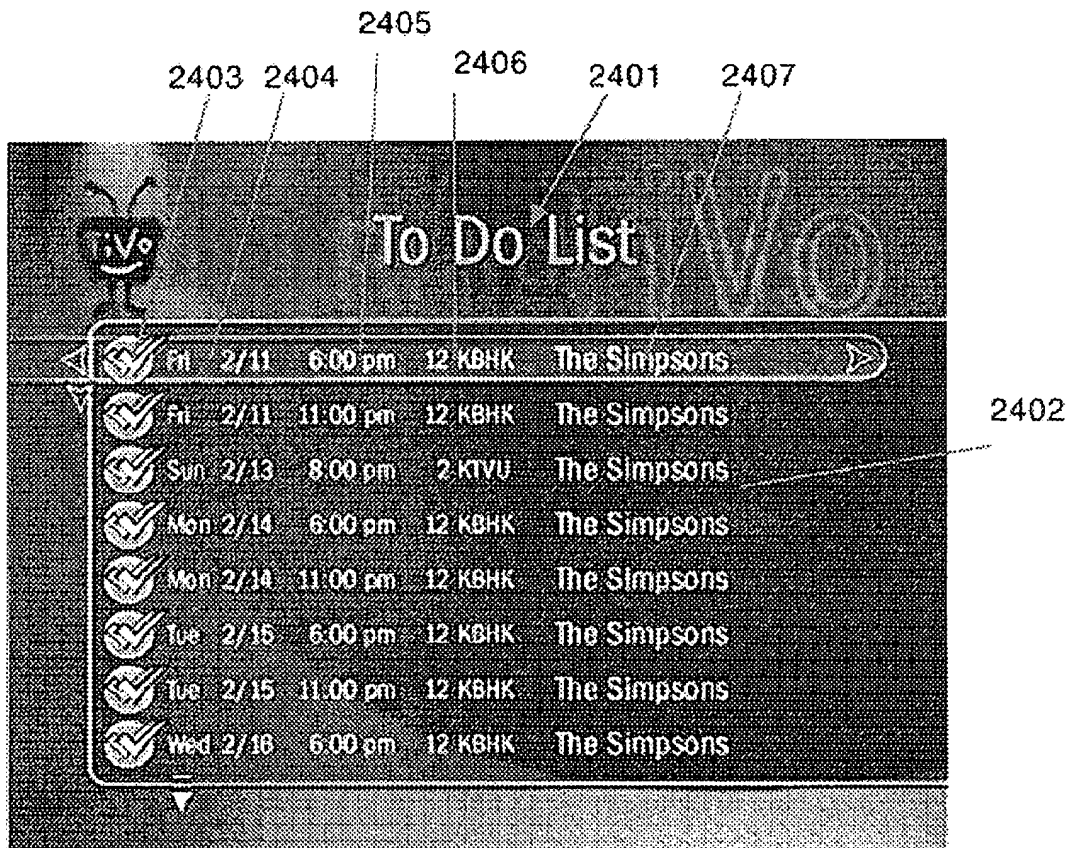 2405
2403 2404 2406 2401 2407
TiVo
Vo
To Do List
Fri 2/11 6:00 pm 12 KBHK The Simpsons
Fri 2/11 11:00 pm 12 KBHK The Simpsons
2402
Sun 2/13 8:00 pm 2 KTVU The Simpsons
Mon 2/14 6:00 pm 12 KBHK The Simpsons
Mon 2/14 11:00 pm 12 KBHK The Simpsons
Tue 2/15 6:00 pm 12 KBHK The Simpsons
Tue 2/15 11:00 pm 12 KBHK The Simpsons
Wed 2/16 6:00 pm 12 KBHK The Simpsons